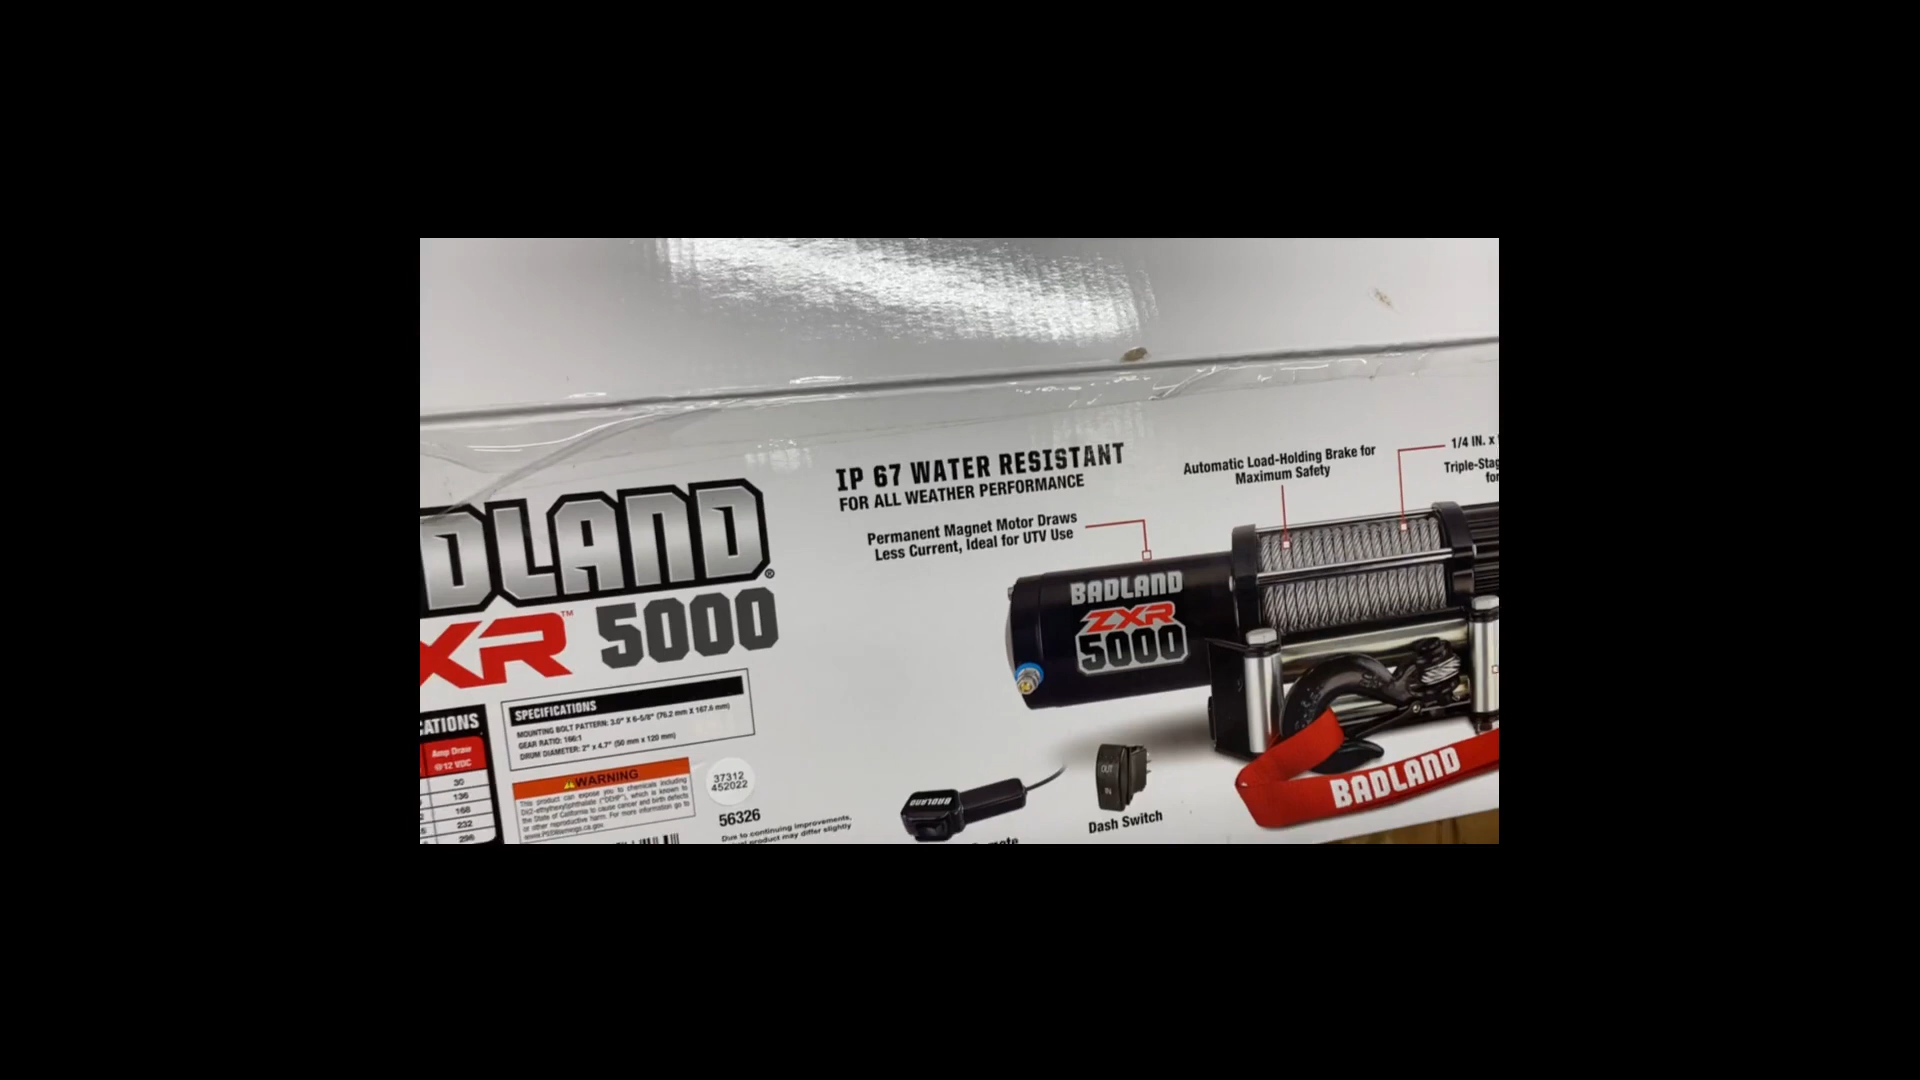 IP 67 WATER RESISTANT
FOR ALL WEATHER PERFORMANCE
Permanent Magnet Motor Draws
Less Current, Ideal for UTV Use
Automatic Load-Holding Brake for
Maximum Safety
1/4 IN. x
Triple-Stag
for
DLAND®
XR™ 5000
BADLAND
ZXR
5000
CATIONS
Amp Draw
@12 VDC
30
136
168
232
296
SPECIFICATIONS
MOUNTING BOLT PATTERN: 3.0" X 6-5/8" (76.2 mm X 167.6 mm)
GEAR RATIO: 166:1
DRUM DIAMETER: 2" x 4.7" (50 mm x 120 mm)
WARNING
This product can expose you to chemicals including
Di(2-ethylhexyl)phthalate ("DEHP"), which is known to
the State of California to cause cancer and birth defects
or other reproductive harm. For more information go to
www.P65Warnings.ca.gov.
37312
452022
56326
Due to continuing improvements,
product may differ slightly
BADLAND
OUT
IN
Dash Switch
BADLAND